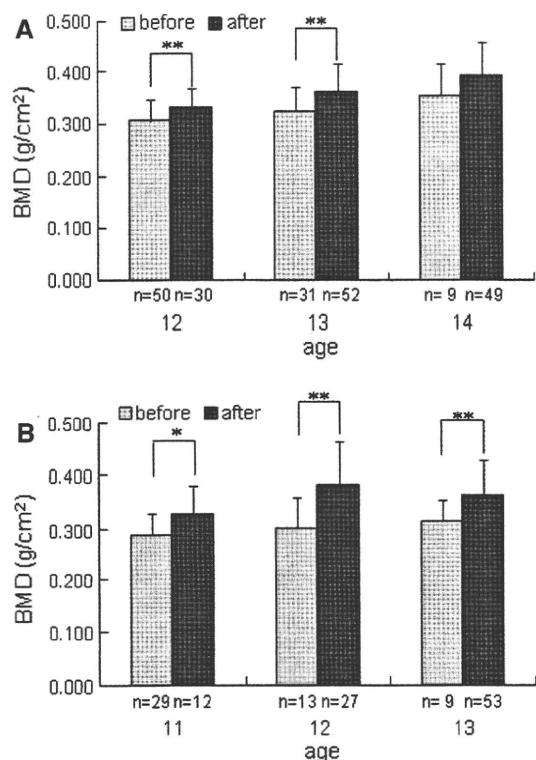 A
before after
0.500
0.400
0.300
0.200
0.100
0.000
BMD (g/cm²)
** **
n=50 n=30 n=31 n=52 n= 9 n=49
12 13 14
age
B
before after
0.500
0.400
0.300
0.200
0.100
0.000
BMD (g/cm²)
* ** **
n=29 n=12 n=13 n=27 n= 9 n=53
11 12 13
age